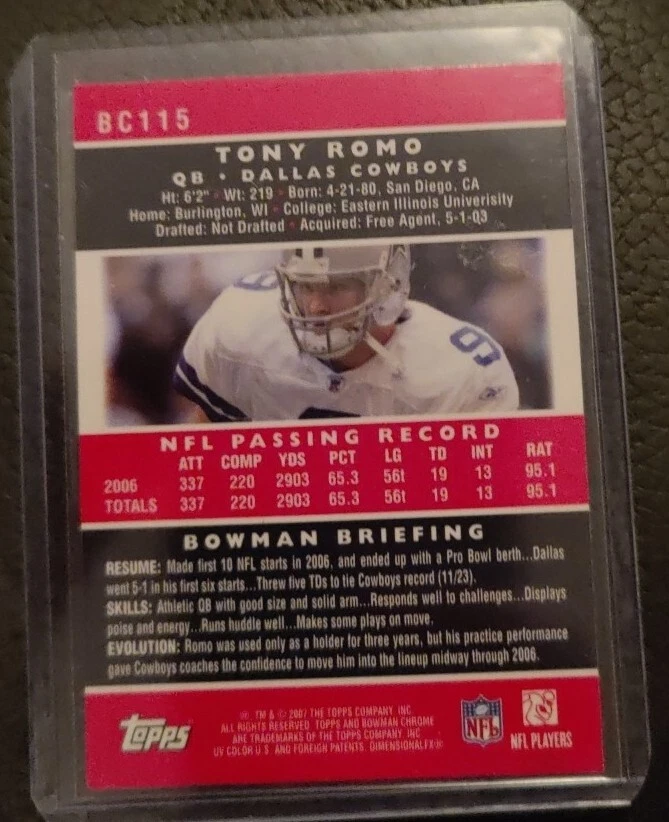 BC115
TONY ROMO
QB • DALLAS COWBOYS
Ht: 6'2" • Wt: 219 • Born: 4-21-80, San Diego, CA
Home: Burlington, WI • College: Eastern Illinois Univerisity
Drafted: Not Drafted • Acquired: Free Agent, 5-1-03
9 9
NFL PASSING RECORD
ATT COMP YDS PCT LG TD INT RAT
2006 337 220 2903 65.3 56t 19 13 95.1
TOTALS 337 220 2903 65.3 56t 19 13 95.1
BOWMAN BRIEFING
RESUME: Made first 10 NFL starts in 2006, and ended up with a Pro Bowl berth...Dallas
went 5-1 in his first six starts...Threw five TDs to tie Cowboys record (11/23).
SKILLS: Athletic QB with good size and solid arm...Responds well to challenges...Displays
poise and energy...Runs huddle well...Makes some plays on move.
EVOLUTION: Romo was used only as a holder for three years, but his practice performance
gave Cowboys coaches the confidence to move him into the lineup midway through 2006.
Topps
® TM & © 2007 THE TOPPS COMPANY, INC.
ALL RIGHTS RESERVED. TOPPS AND BOWMAN CHROME
ARE TRADEMARKS OF THE TOPPS COMPANY, INC.
UV COLOR U.S. AND FOREIGN PATENTS. DIMENSIONALFX®
NFL
NFL PLAYERS